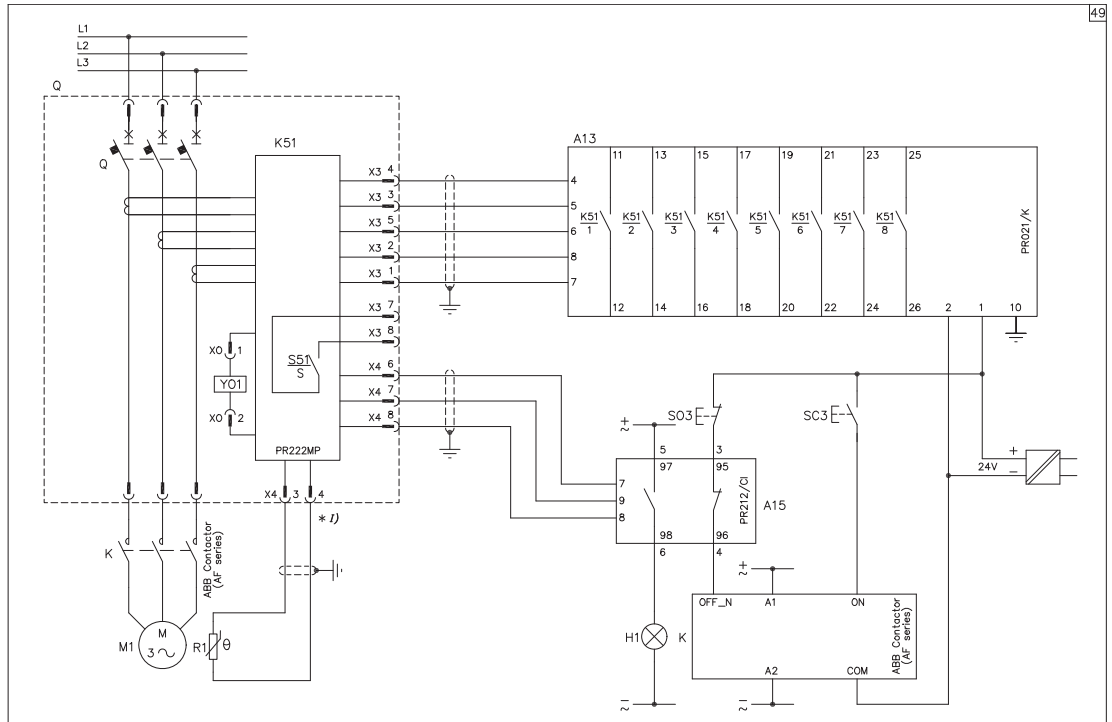 49
L1
L2
L3
Q
Q
K51
X3 4
X3 3
X3 5
X3 2
X3 1
X3 7
X3 8
X4 6
X4 7
X4 8
S51
S
X0 1
Y01
X0 2
PR222MP
X4 3 4
* I)
A13
11 13 15 17 19 21 23 25
4
5
6
8
7
K51 K51 K51 K51 K51 K51 K51 K51
1 2 3 4 5 6 7 8
PR021/K
12 14 16 18 20 22 24 26 2 1 10
S03
SC3
5 3
97 95
7
9
8
PR212/CI
A15
98 96
6 4
+
-
24V
K
ABB Contactor
(AF series)
M1
M
3
R1
θ
H1
K
OFF_N A1 ON
A2 COM
ABB Contactor
(AF series)